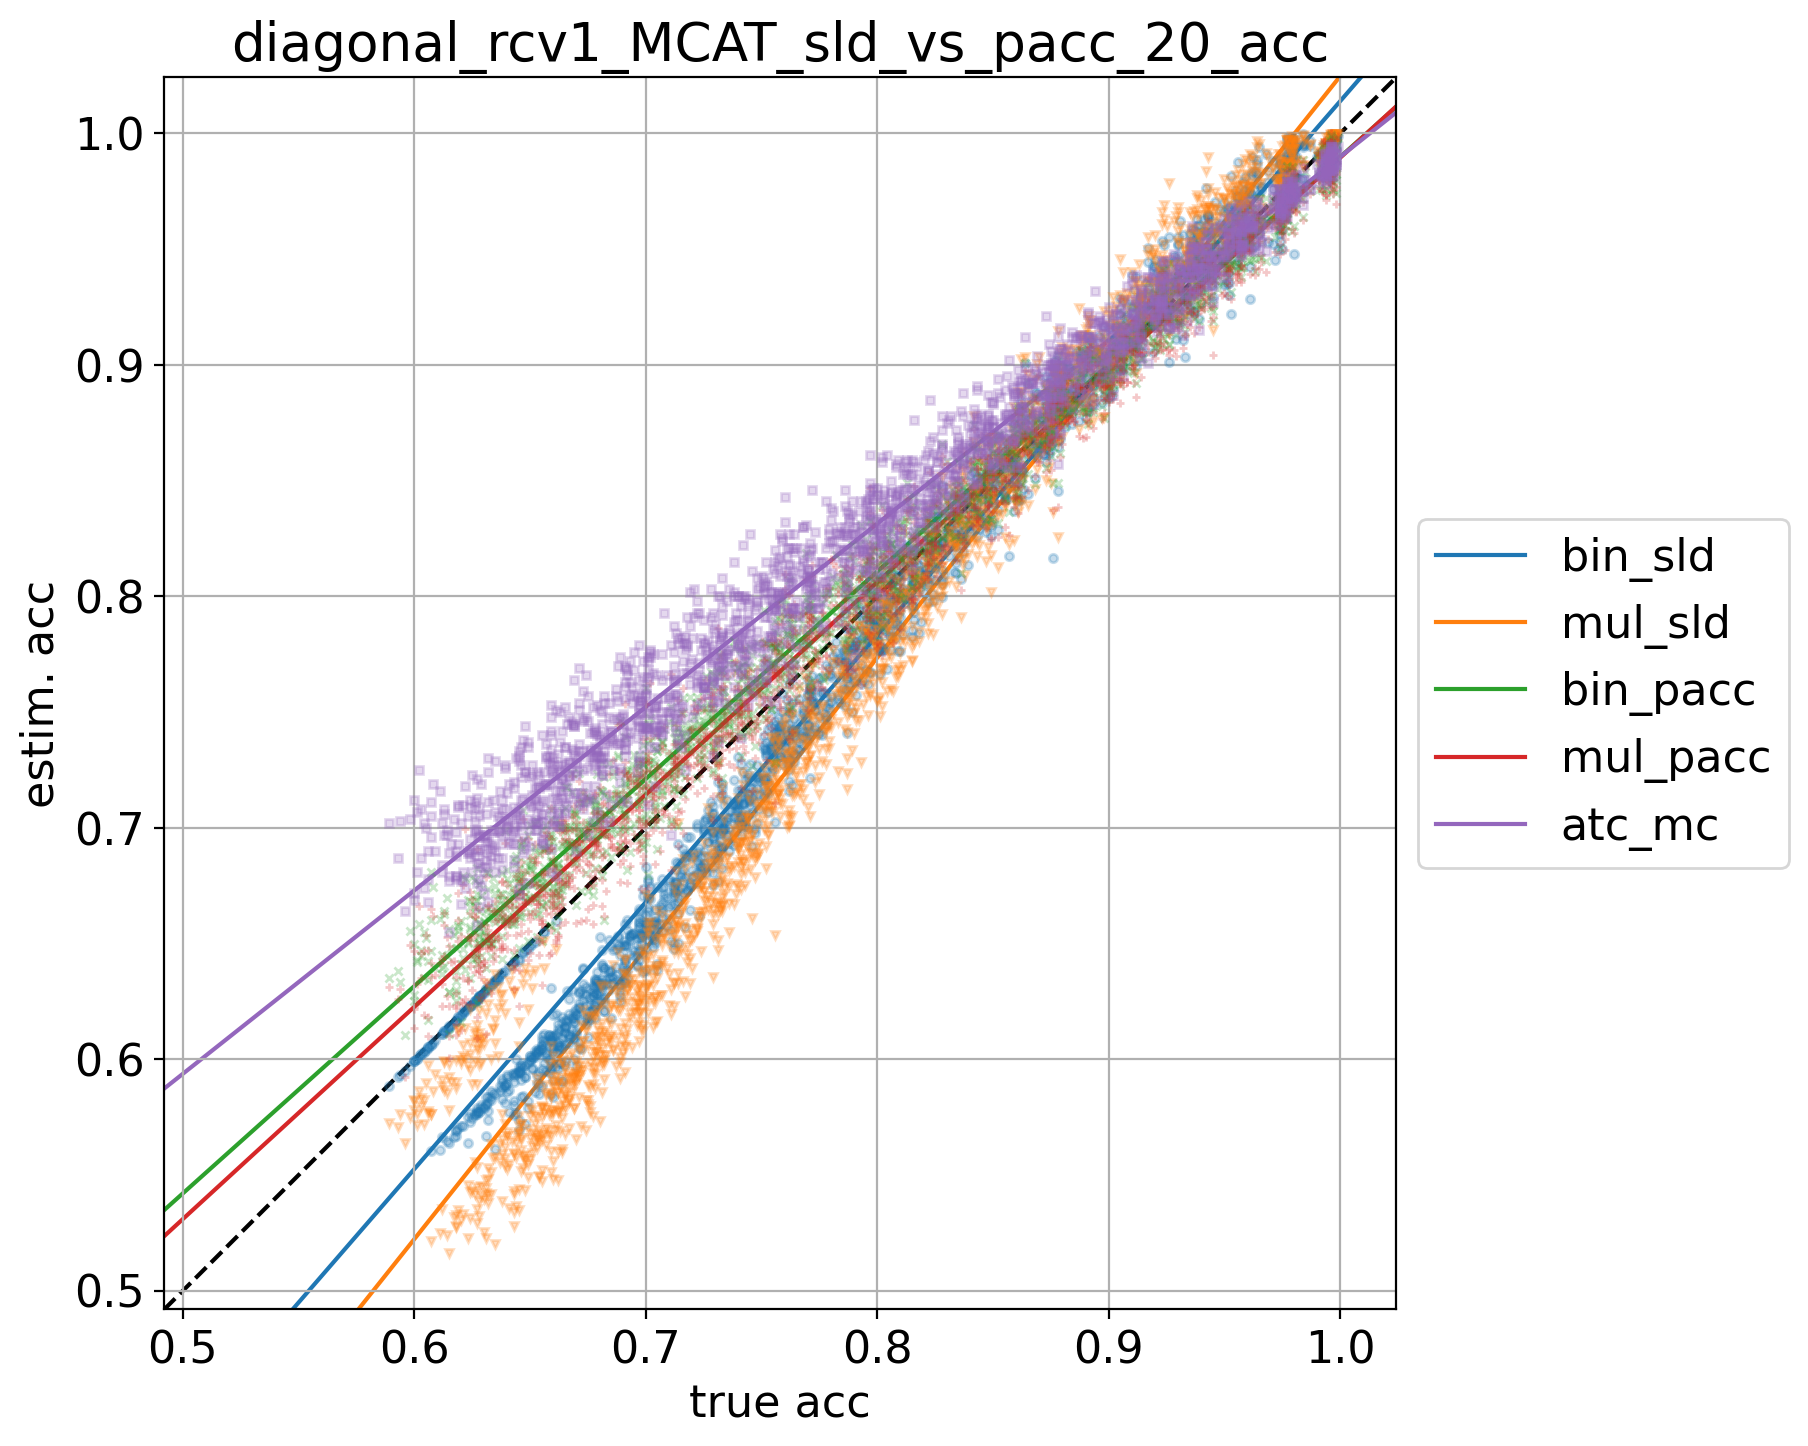 diagonal_rcv1_MCAT_sld_vs_pacc_20_acc
estim. acc
1.0
0.9
0.8
0.7
0.6
0.5
0.5 0.6 0.7 0.8 0.9 1.0
true acc
bin_sld
mul_sld
bin_pacc
mul_pacc
atc_mc